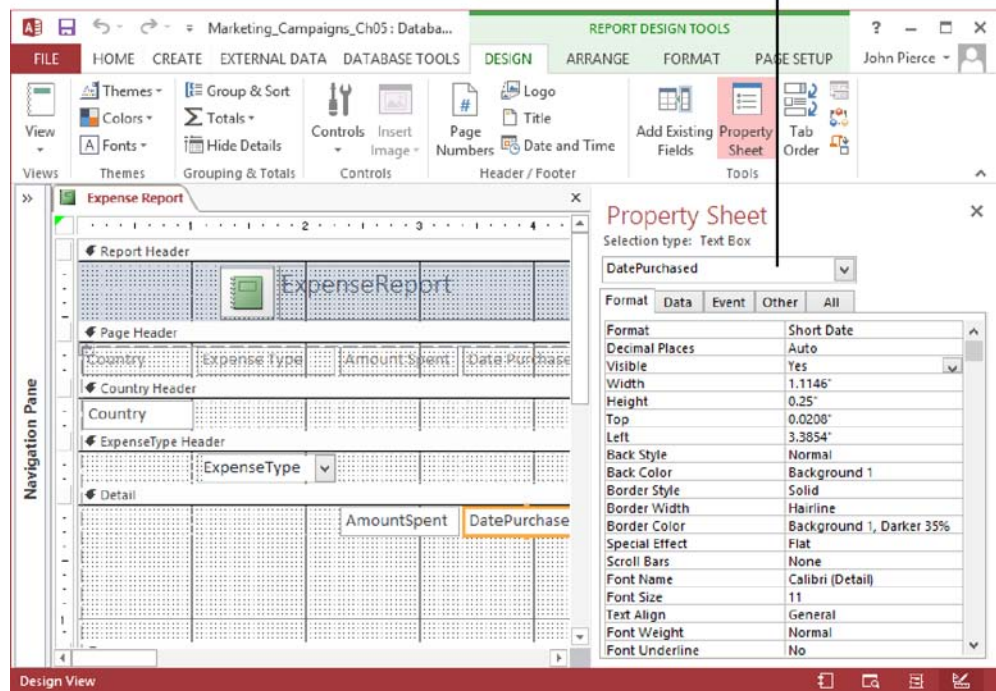 Marketing_Campaigns_Ch05 : Databa...
REPORT DESIGN TOOLS
?
FILE HOME CREATE EXTERNAL DATA DATABASE TOOLS DESIGN ARRANGE FORMAT PAGE SETUP John Pierce
View
Themes
Colors
A Fonts
Group & Sort
Totals
Hide Details
Controls
Insert Image
Page Numbers
#
Logo
Title
Date and Time
Add Existing Fields
Property Sheet
Tab Order
Views Themes Grouping & Totals Controls Header / Footer Tools
Navigation Pane
Expense Report
1 2 3 4
Report Header
ExpenseReport
Page Header
Country Expense Type Amount Spent Date Purchase
Country Header
Country
ExpenseType Header
ExpenseType
Detail
AmountSpent DatePurchase
1
Property Sheet
Selection type: Text Box
DatePurchased
Format Data Event Other All
Format Short Date
Decimal Places Auto
Visible Yes
Width 1.1146"
Height 0.25"
Top 0.0208"
Left 3.3854"
Back Style Normal
Back Color Background 1
Border Style Solid
Border Width Hairline
Border Color Background 1, Darker 35%
Special Effect Flat
Scroll Bars None
Font Name Calibri (Detail)
Font Size 11
Text Align General
Font Weight Normal
Font Underline No
Design View